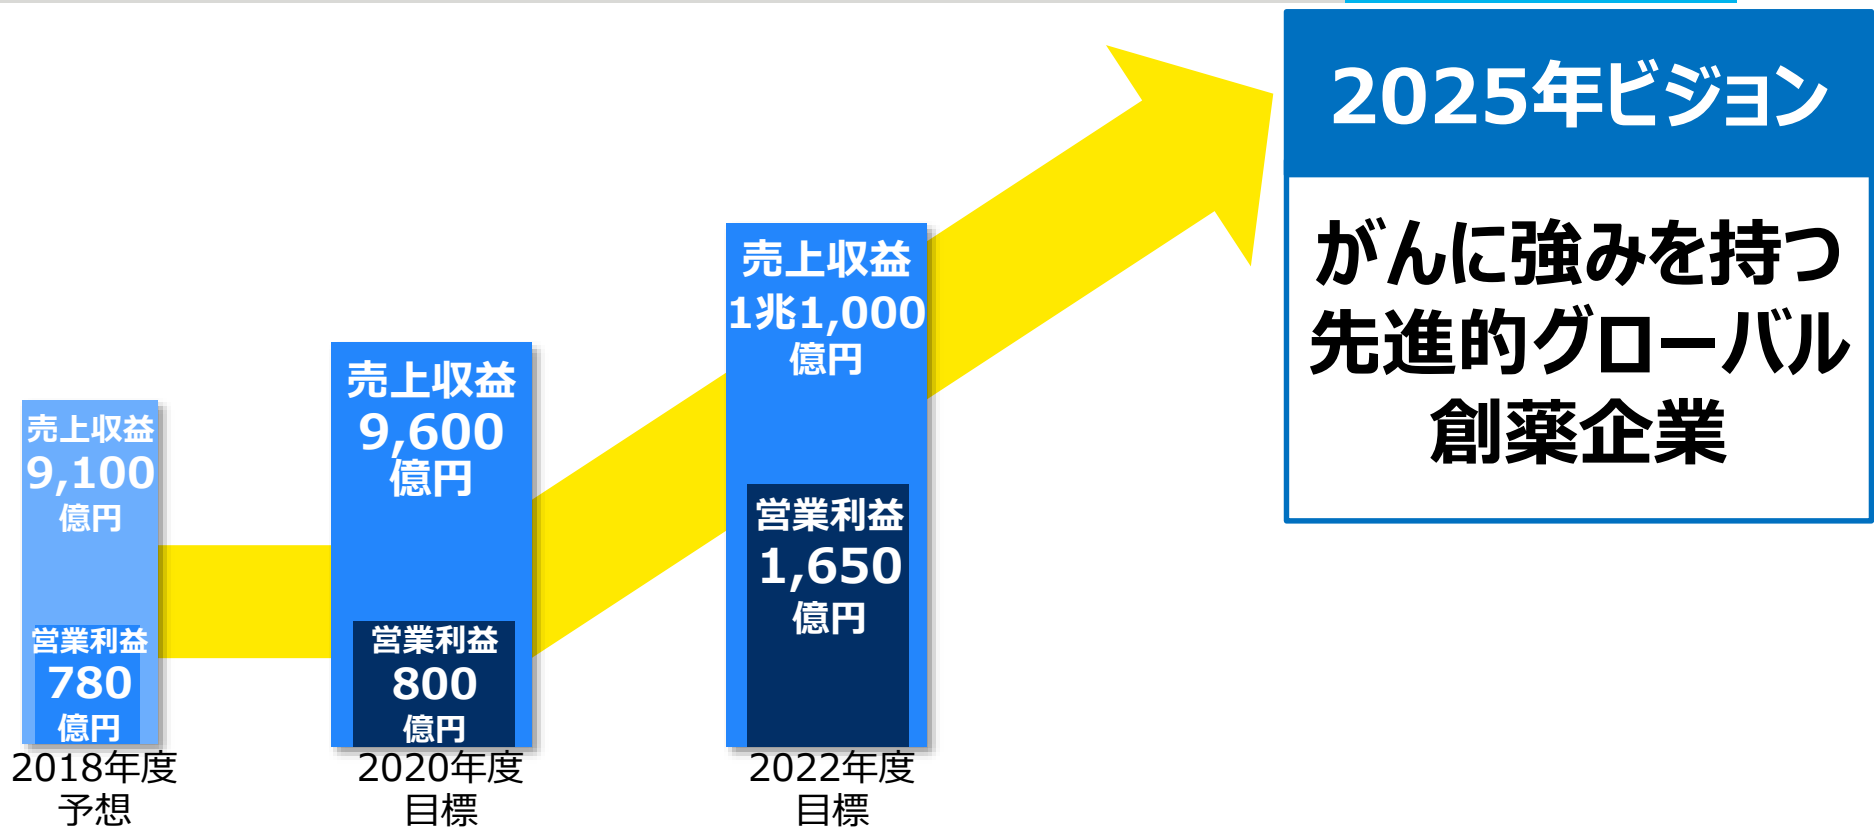 2025年ビジョン
がんに強みを持つ
先進的グローバル
創薬企業
売上収益
9,100
億円
営業利益
780
億円
2018年度
予想
売上収益
9,600
億円
営業利益
800
億円
2020年度
目標
売上収益
1兆1,000
億円
営業利益
1,650
億円
2022年度
目標